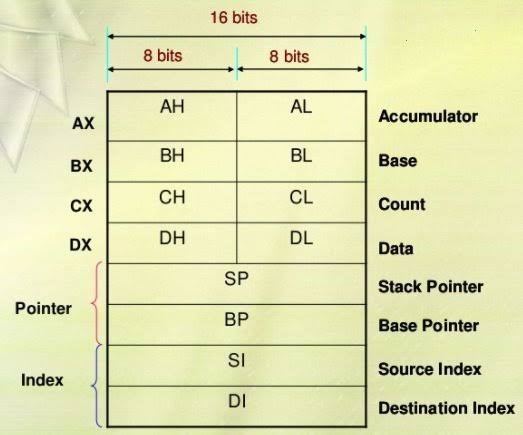 16 bits
8 bits 8 bits
AX AH AL Accumulator
BX BH BL Base
CX CH CL Count
DX DH DL Data
SP Stack Pointer
Pointer
BP Base Pointer
SI Source Index
Index
DI Destination Index